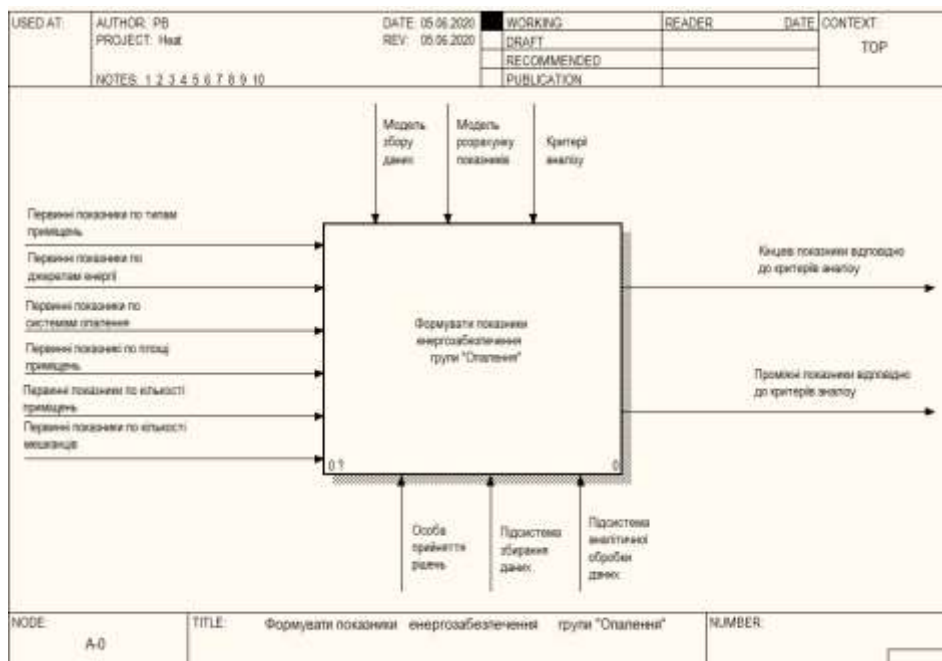 USED AT:
AUTHOR: PB
DATE: 05.06.2020
WORKING
READER
DATE
CONTEXT:
PROJECT: Heat
REV: 05.06.2020
DRAFT
TOP
RECOMMENDED
NOTES: 1 2 3 4 5 6 7 8 9 10
PUBLICATION
Модель
збору
даних
Модель
розрахунку
показників
Критерії
аналізу
Первинні показники по типам
приміщень
Первинні показники по
джерелам енергії
Первинні показники по
системам опалення
Первинні показникі по площі
приміщень
Первинні показники по кількості
приміщень
Первинні показники по кількості
мешканців
Формувати показники
енергозабезпечення
групи "Опалення"
0 ?
0
Кінцеві показники відповідно
до критеріїв аналізу
Проміжні показники відповідно
до критеріїв аналізу
Особа
прийняття
рішень
Підсистема
збирання
даних
Підсистема
аналітичної
обробки
даних
NODE:
TITLE:
Формувати показники енергозабезпечення групи "Опалення"
NUMBER:
A-0